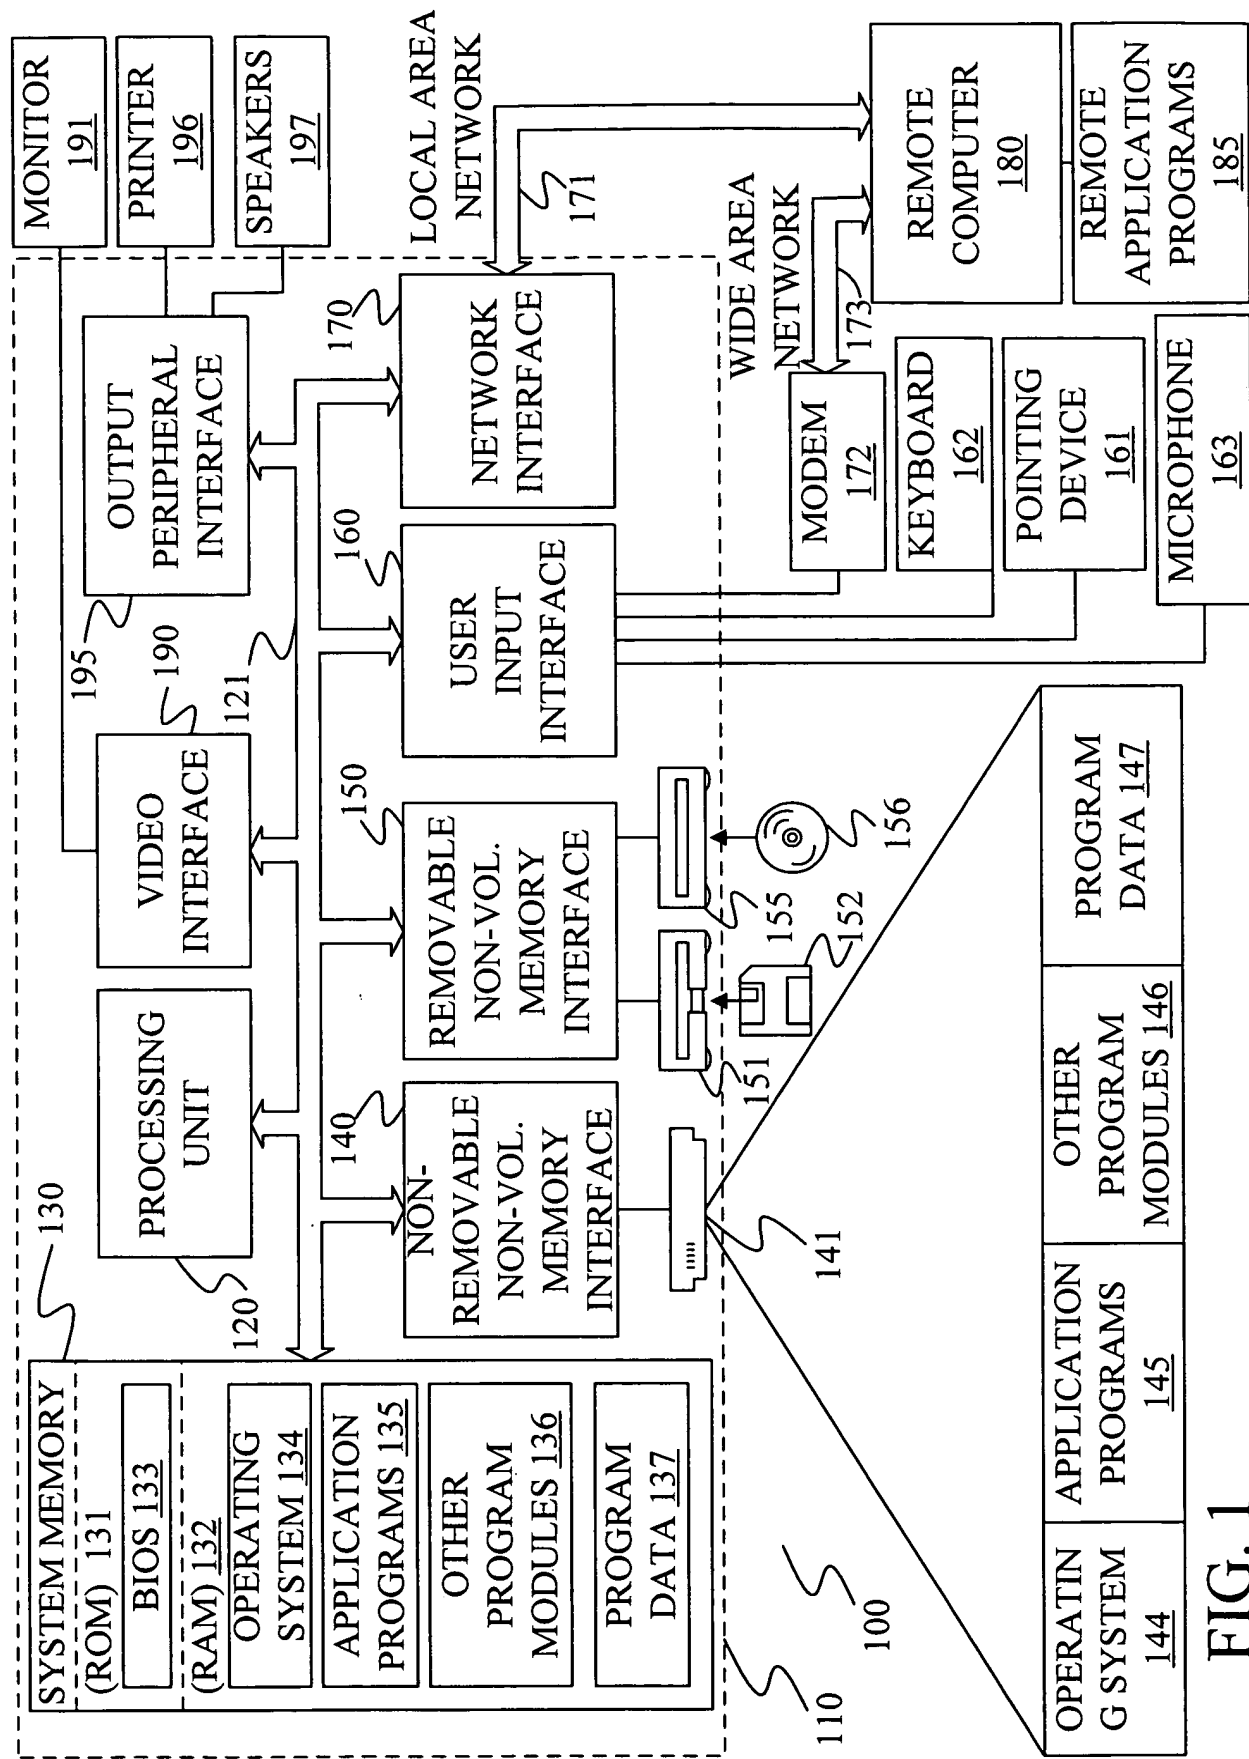 SYSTEM MEMORY
(ROM) 131
BIOS 133
(RAM) 132
OPERATING
SYSTEM 134
APPLICATION
PROGRAMS 135
OTHER
PROGRAM
MODULES 136
PROGRAM
DATA 137
130
120
PROCESSING
UNIT
VIDEO
INTERFACE
190
121
195
OUTPUT
PERIPHERAL
INTERFACE
MONITOR
191
PRINTER
196
SPEAKERS
197
140
NON-
REMOVABLE
NON-VOL.
MEMORY
INTERFACE
150
REMOVABLE
NON-VOL.
MEMORY
INTERFACE
160
USER
INPUT
INTERFACE
170
NETWORK
INTERFACE
LOCAL AREA
NETWORK
171
141
151
152
155
156
WIDE AREA
NETWORK
173
MODEM
172
KEYBOARD
162
POINTING
DEVICE
161
MICROPHONE
163
REMOTE
COMPUTER
180
REMOTE
APPLICATION
PROGRAMS
185
110
100
OPERATIN
G SYSTEM
144
APPLICATION
PROGRAMS
145
OTHER
PROGRAM
MODULES 146
PROGRAM
DATA 147
FIG. 1